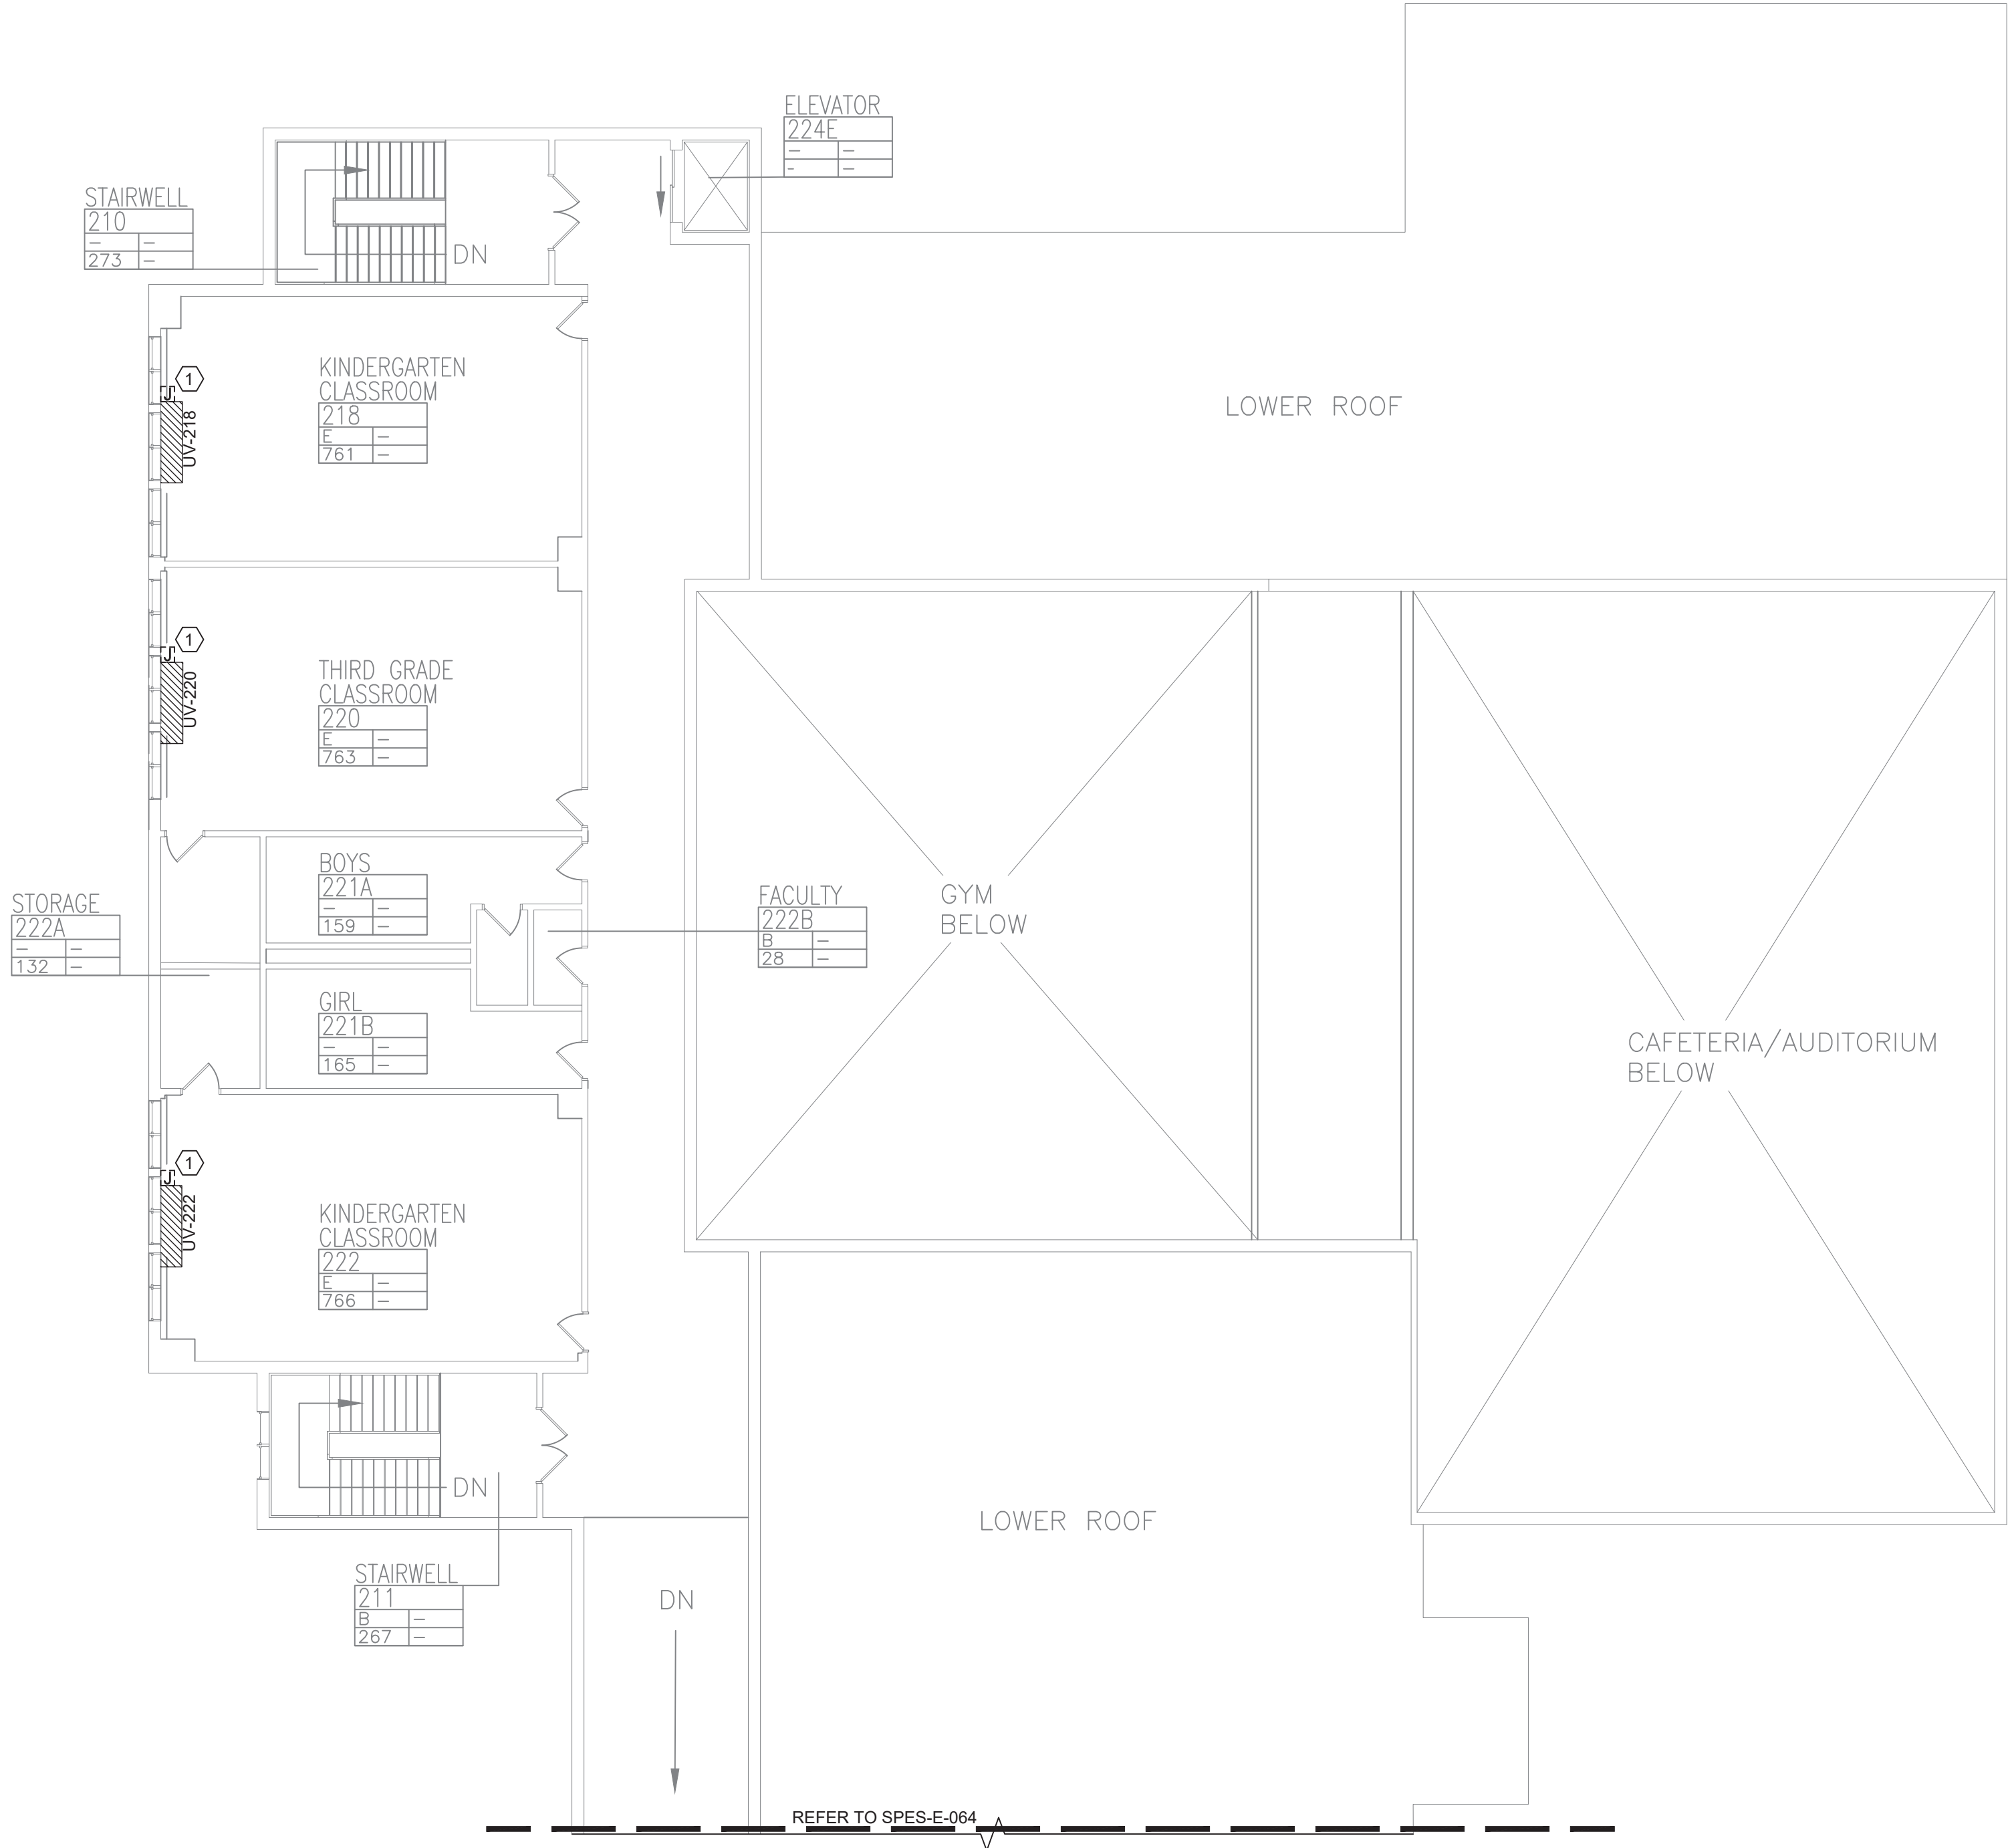 ELEVATOR
224E
— —
- —
STAIRWELL
210
— —
273 —
DN
KINDERGARTEN
CLASSROOM
218
E —
761 —
1
J
UV-218
LOWER ROOF
THIRD GRADE
CLASSROOM
220
E —
763 —
1
J
UV-220
BOYS
221A
— —
159 —
STORAGE
222A
— —
132 —
FACULTY
222B
B —
28 —
GYM
BELOW
GIRL
221B
— —
165 —
CAFETERIA/AUDITORIUM
BELOW
1
J
UV-222
KINDERGARTEN
CLASSROOM
222
E —
766 —
DN
LOWER ROOF
STAIRWELL
211
B —
267 —
DN
REFER TO SPES-E-064